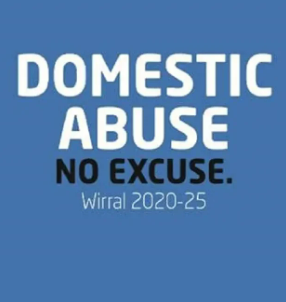 DOMESTIC
ABUSE
NO EXCUSE.
Wirral 2020-25